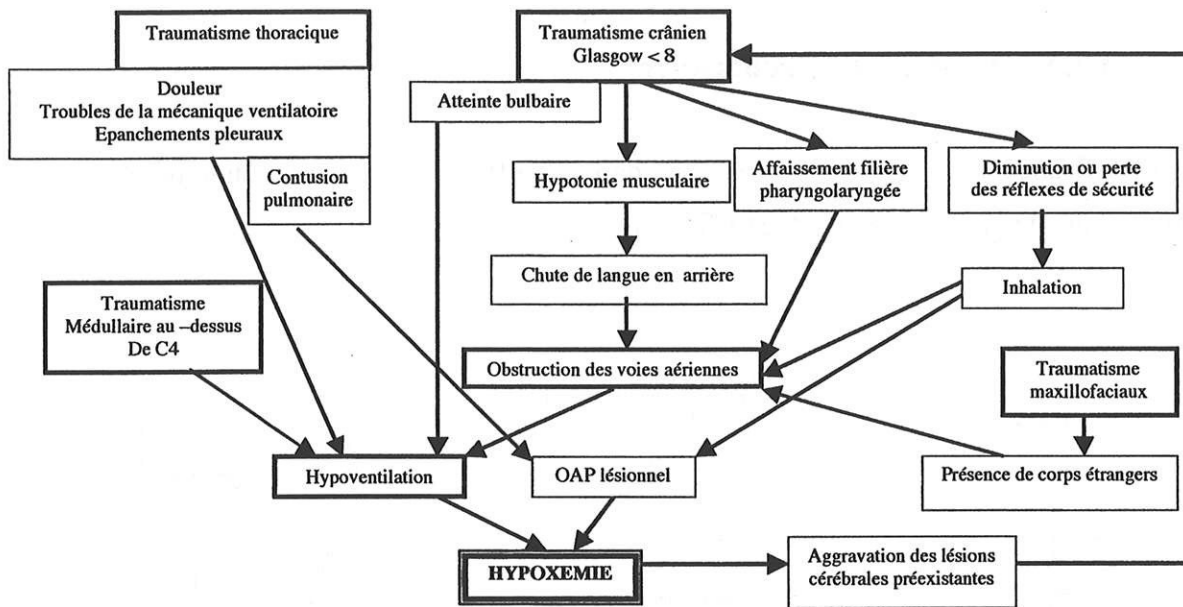 Traumatisme thoracique
Traumatisme crânien
Glasgow < 8
Douleur
Troubles de la mécanique ventilatoire
Epanchements pleuraux
Atteinte bulbaire
Contusion
pulmonaire
Hypotonie musculaire
Affaissement filière
pharyngolaryngée
Diminution ou perte
des réflexes de sécurité
Chute de langue en arrière
Inhalation
Traumatisme
Médullaire au –dessus
De C4
Obstruction des voies aériennes
Traumatisme
maxillofaciaux
Hypoventilation
OAP lésionnel
Présence de corps étrangers
HYPOXEMIE
Aggravation des lésions
cérébrales préexistantes